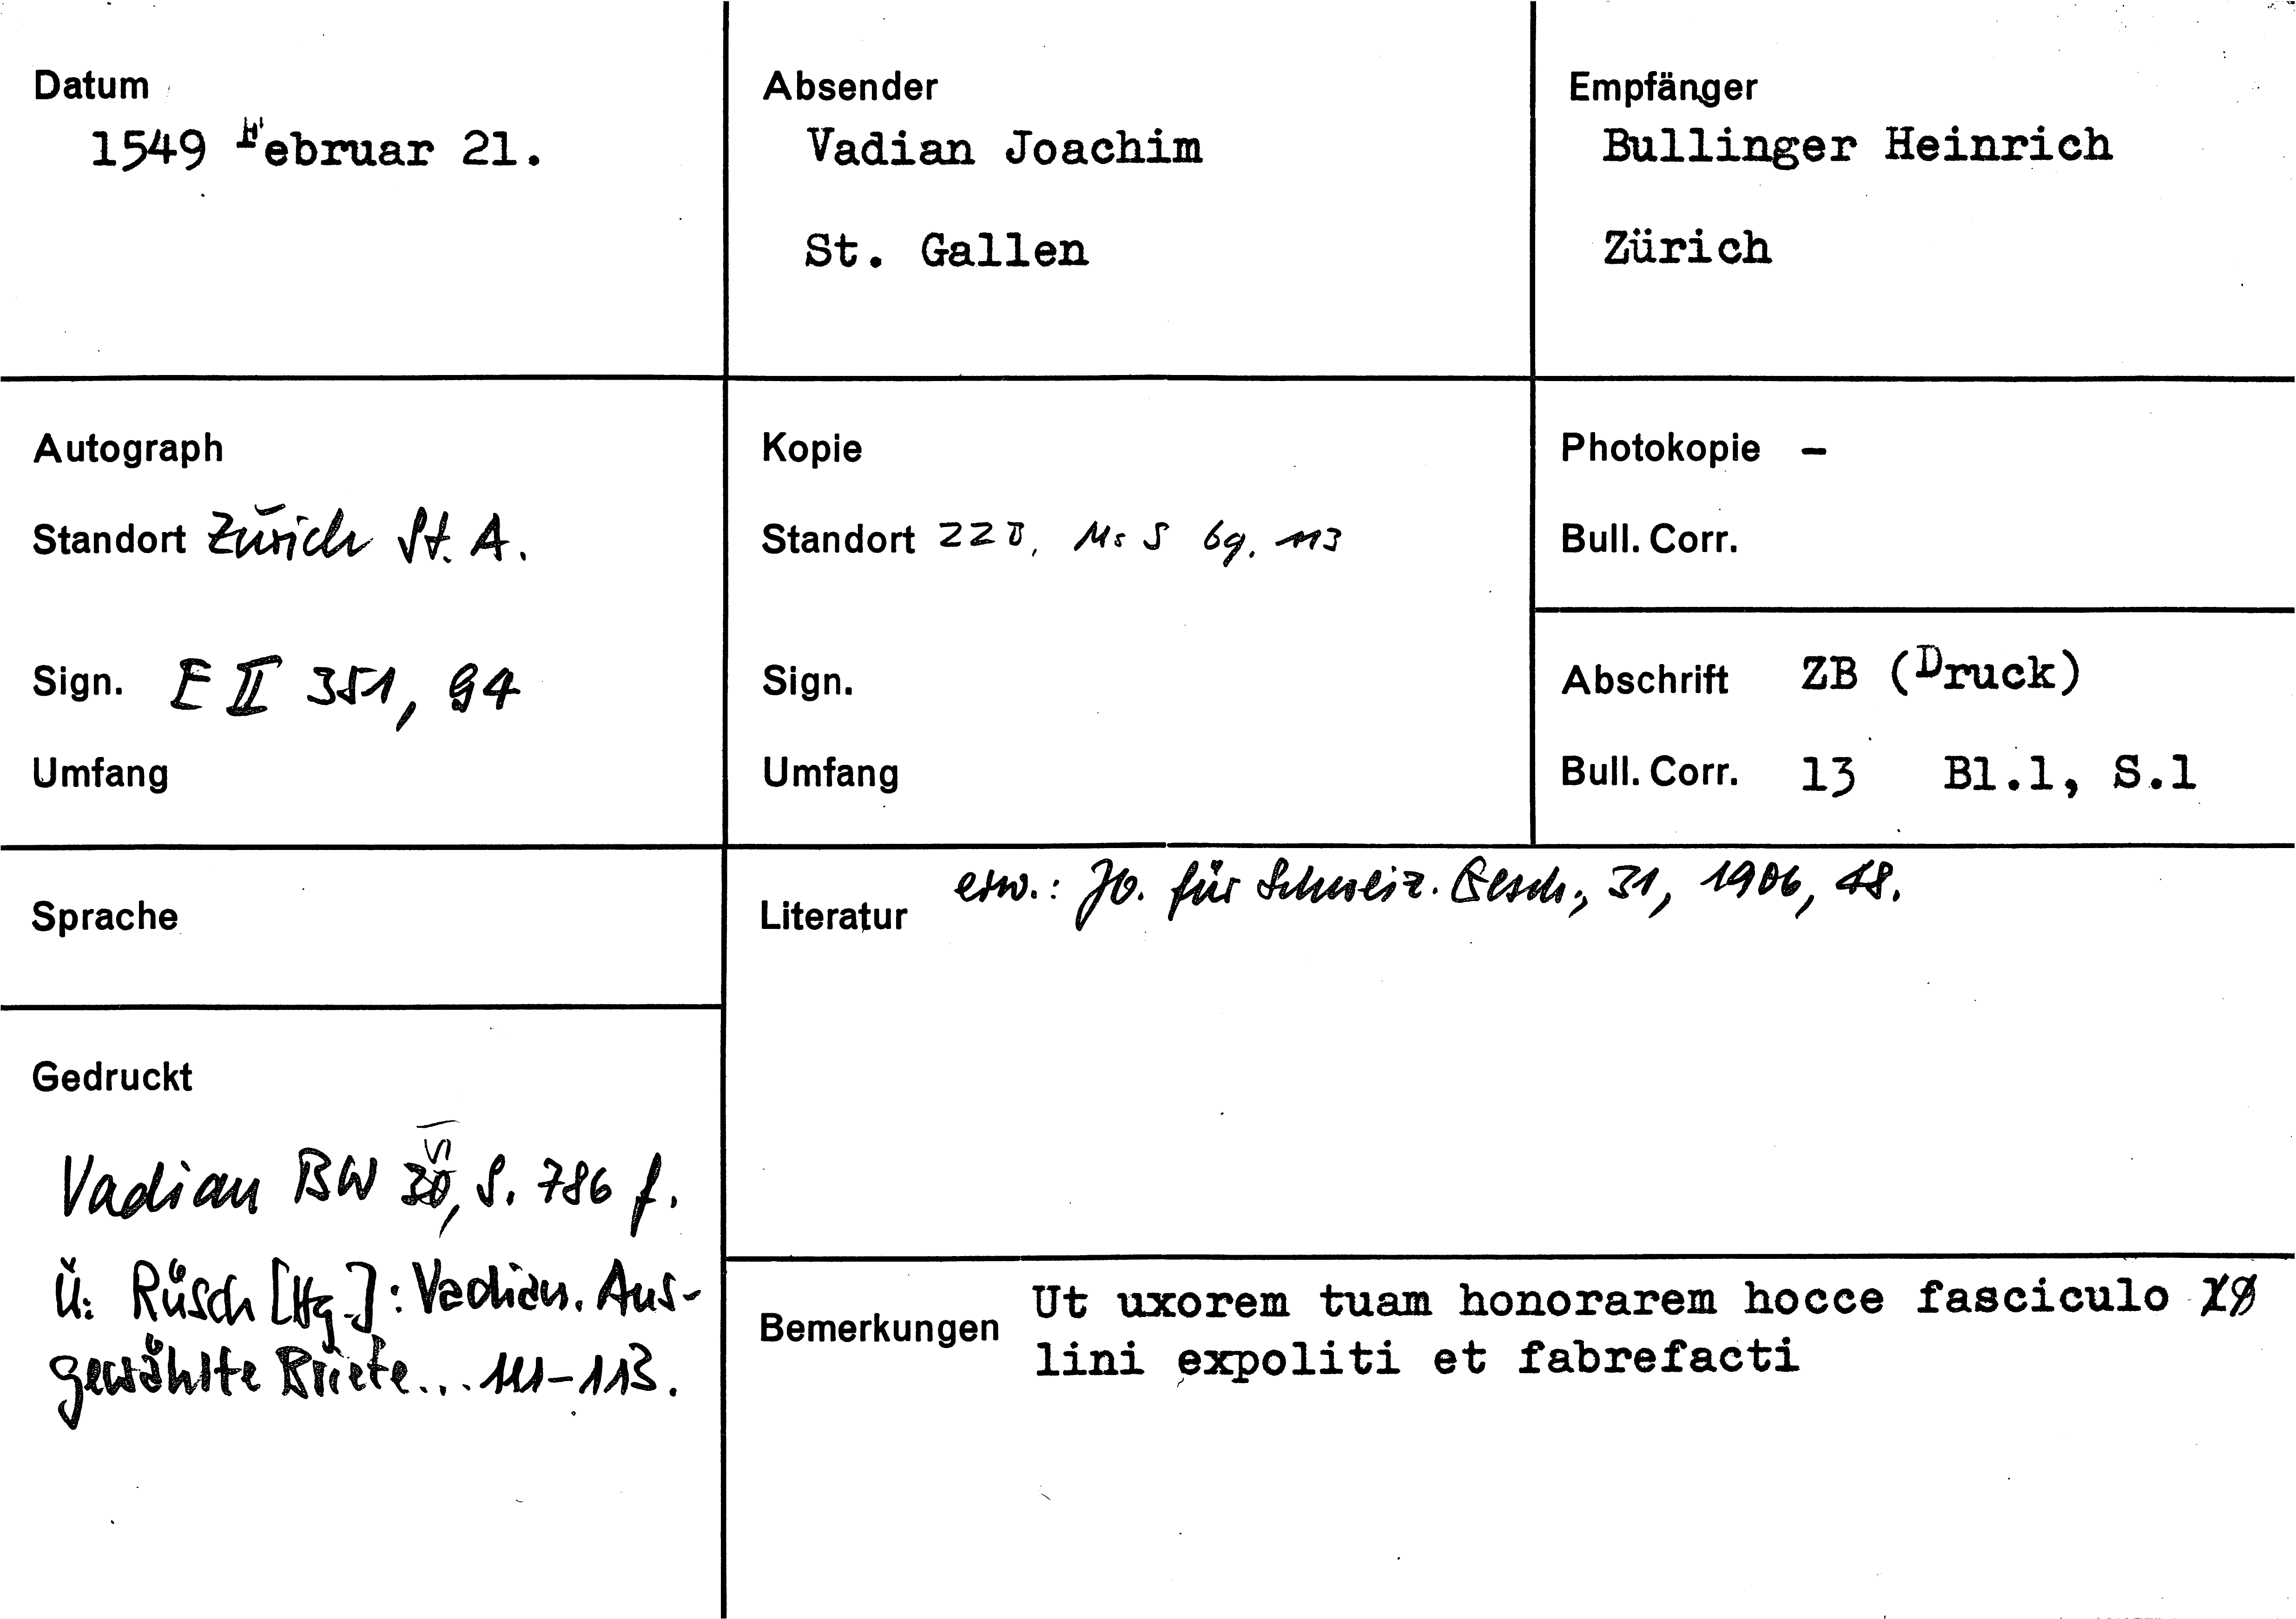 Datum
1549 Februar 21.
Absender
Vadian Joachim
St. Gallen
Empfänger
Bullinger Heinrich
Zürich
Autograph
Standort Zürich St. A.
Sign. E II 351, 94
Umfang
Kopie
Standort ZZB, Ms S 69. 113
Sign.
Umfang
Photokopie -
Bull. Corr.
Abschrift ZB (Druck)
Bull. Corr. 13 Bl.1, S.1
Sprache
Literatur erw.: Jb. für Schweiz. Gesch., 31, 1906, 48.
Gedruckt
Vadian BW VI, S. 786 f.
Ü: Rüsch [Hg.]: Vadian. Aus-
gewählte Briefe... 111-113.
Bemerkungen
Ut uxorem tuam honorarem hocce fasciculo
lini expoliti et fabrefacti